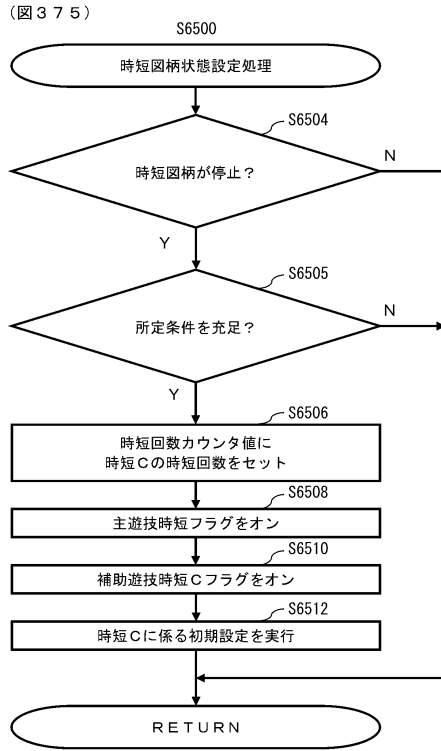 (図375)
S6500
時短図柄状態設定処理
S6504
時短図柄が停止?
N
Y
S6505
所定条件を充足?
N
Y
S6506
時短回数カウンタ値に
時短Cの時短回数をセット
S6508
主遊技時短フラグをオン
S6510
補助遊技時短Cフラグをオン
S6512
時短Cに係る初期設定を実行
RETURN